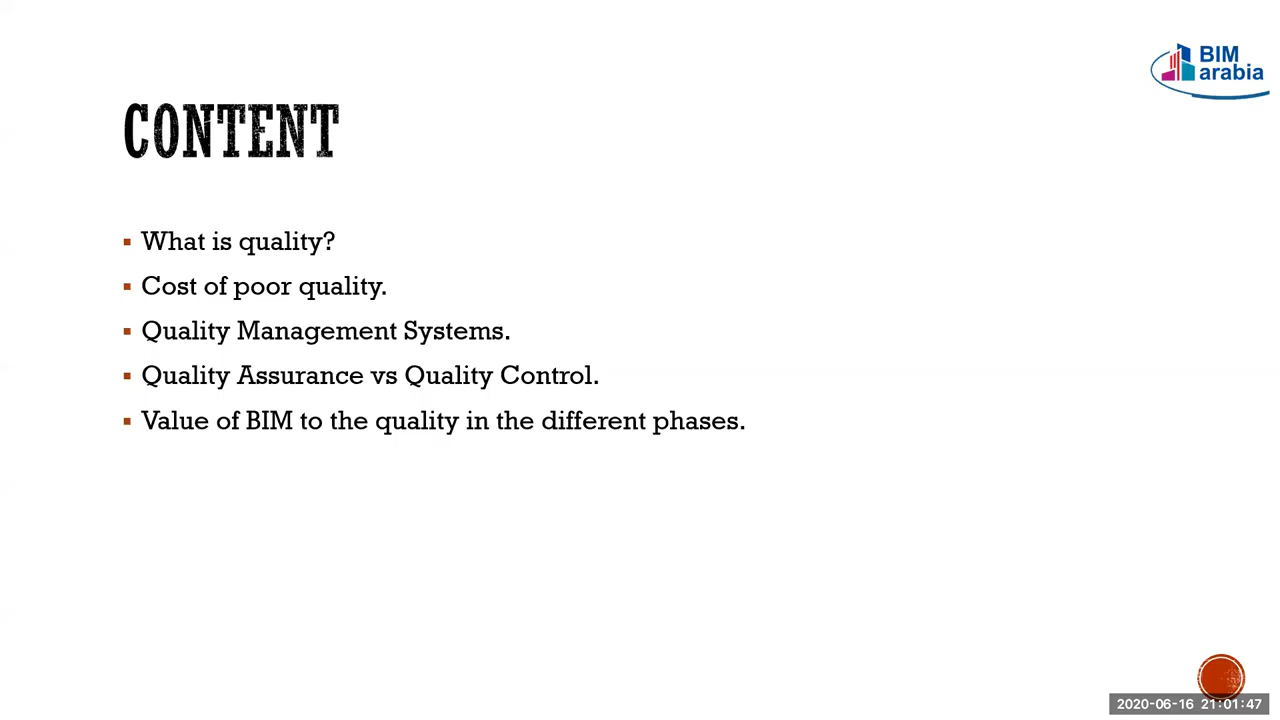 BIM
arabia
CONTENT
What is quality?
Cost of poor quality.
Quality Management Systems.
Quality Assurance vs Quality Control.
Value of BIM to the quality in the different phases.
2020-06-16 21:01:47